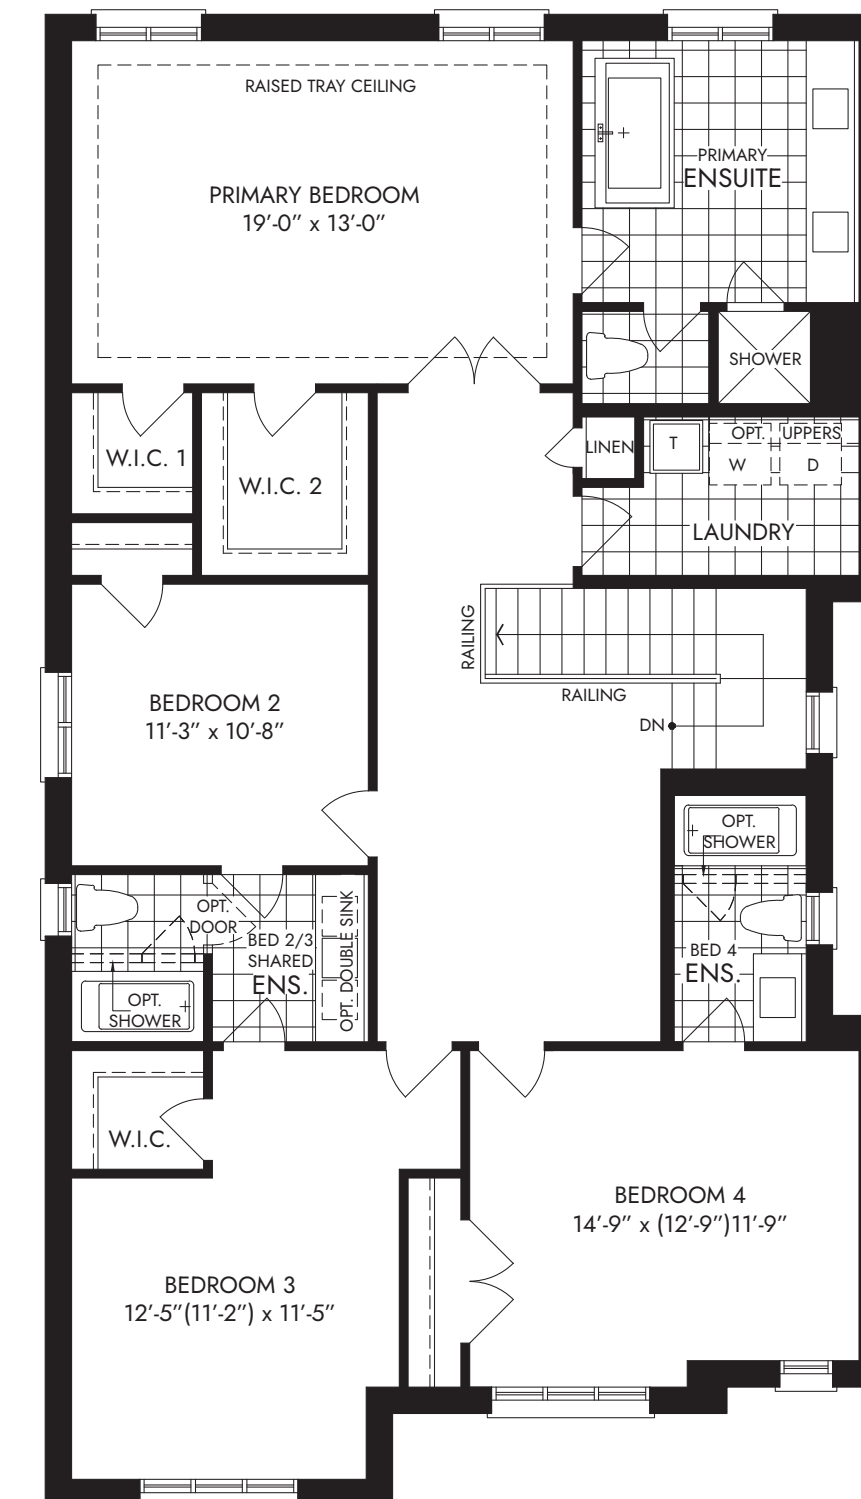 RAISED TRAY CEILING
PRIMARY BEDROOM
19'-0" x 13'-0"
PRIMARY
ENSUITE
SHOWER
W.I.C. 1
W.I.C. 2
LINEN
T
OPT. UPPERS
W D
LAUNDRY
RAILING
RAILING
DN
BEDROOM 2
11'-3" x 10'-8"
OPT.
SHOWER
OPT.
DOOR
BED 2/3
SHARED
ENS.
OPT. DOUBLE SINK
OPT.
SHOWER
BED 4
ENS.
W.I.C.
BEDROOM 4
14'-9" x (12'-9")11'-9"
BEDROOM 3
12'-5"(11'-2") x 11'-5"